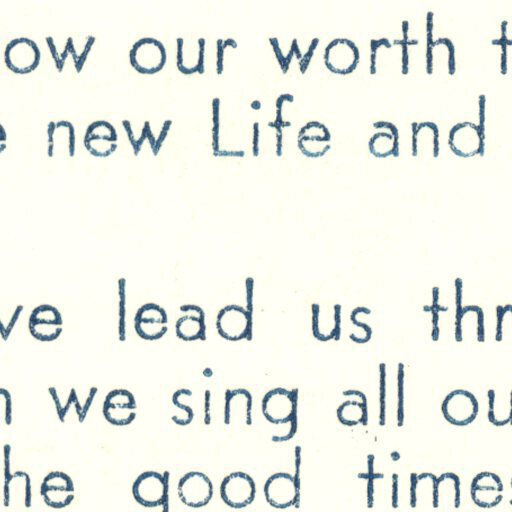 ow our worth t
e new Life and
ve lead us thr
n we sing all ou
he good times